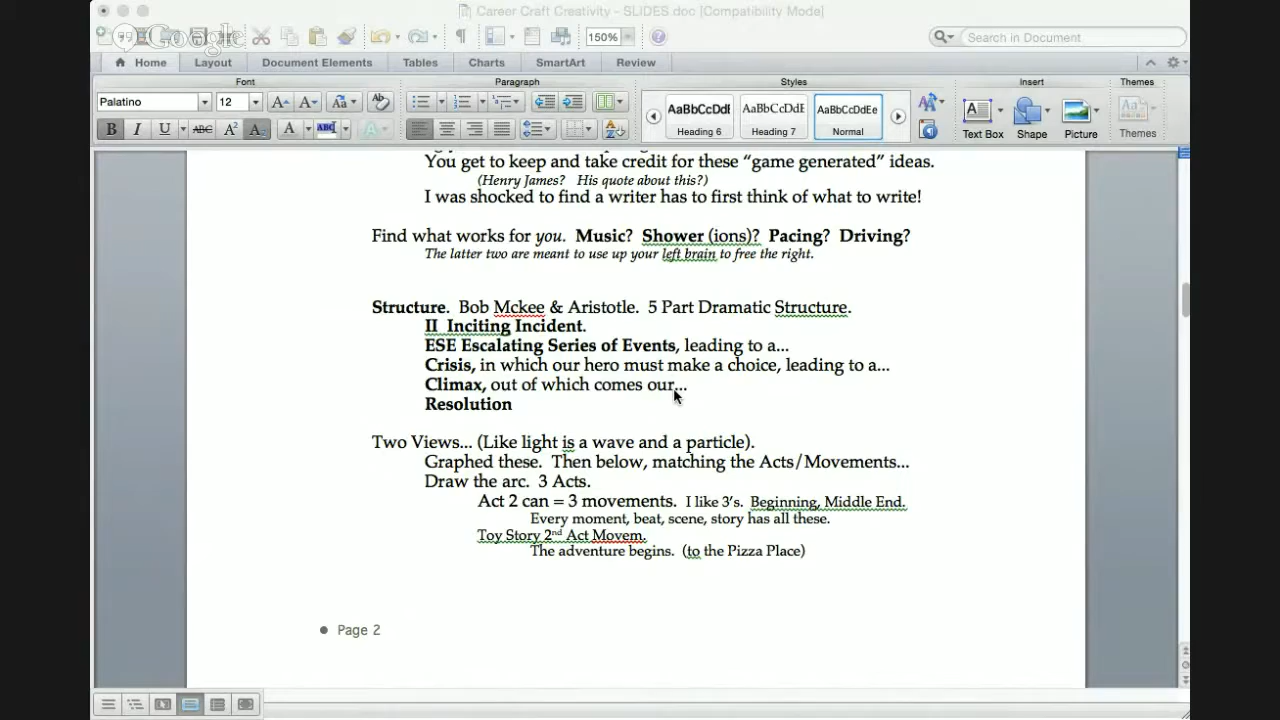 Career Craft Creativity - SLIDES.doc [Compatibility Mode]
Google
150%
Search in Document
Home Layout Document Elements Tables Charts SmartArt Review
Font Paragraph Styles Insert Themes
Palatino 12 Aa
AaBbCcDdI AaBbCcDdE AaBbCcDdEe
Heading 6 Heading 7 Normal
Text Box Shape Picture Themes
B I U ABC A² A₂ A ABC A
You get to keep and take credit for these “game generated” ideas.
(Henry James? His quote about this?)
I was shocked to find a writer has to first think of what to write!
Find what works for you. Music? Shower (ions)? Pacing? Driving?
The latter two are meant to use up your left brain to free the right.
Structure. Bob Mckee & Aristotle. 5 Part Dramatic Structure.
II Inciting Incident.
ESE Escalating Series of Events, leading to a...
Crisis, in which our hero must make a choice, leading to a...
Climax, out of which comes our...
Resolution
Two Views... (Like light is a wave and a particle).
Graphed these. Then below, matching the Acts/Movements...
Draw the arc. 3 Acts.
Act 2 can = 3 movements. I like 3’s. Beginning, Middle End.
Every moment, beat, scene, story has all these.
Toy Story 2nd Act Movem.
The adventure begins. (to the Pizza Place)
Page 2